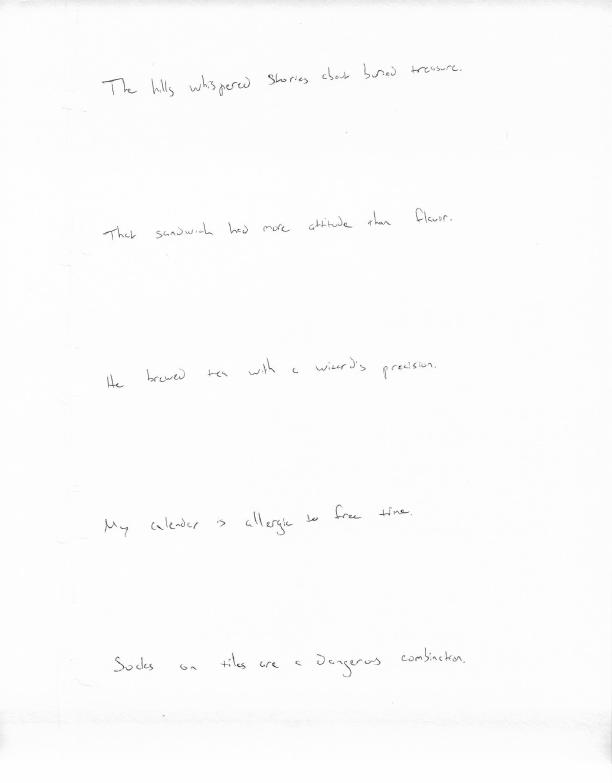 The hills whispered stories about buried treasure.
That sandwich had more attitude than flavor.
He brewed tea with a wizard's precision.
My calendar is allergic to free time.
Socks on tiles are a dangerous combination.